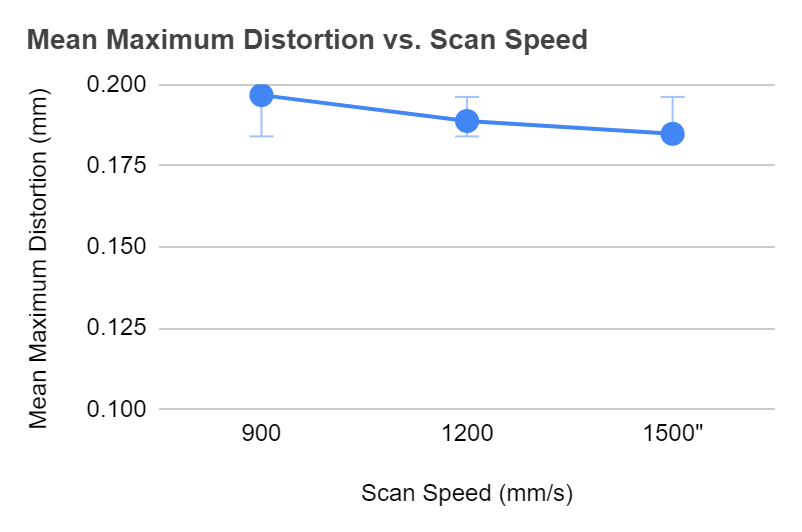 Mean Maximum Distortion vs. Scan Speed
Mean Maximum Distortion (mm)
0.200
0.175
0.150
0.125
0.100
900 1200 1500"
Scan Speed (mm/s)